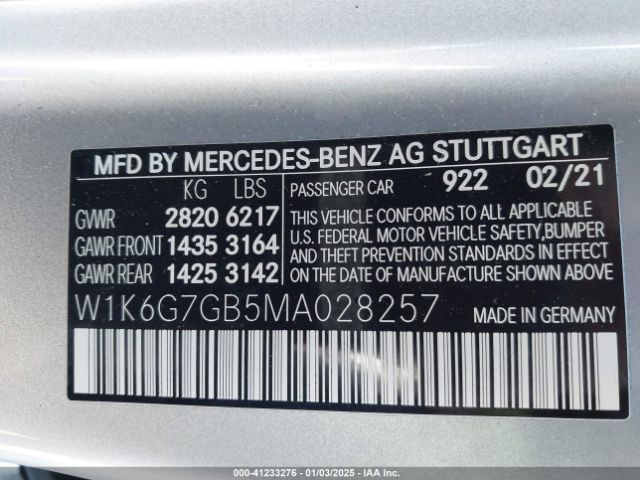 MFD BY MERCEDES-BENZ AG STUTTGART
KG LBS
PASSENGER CAR 922 02/21
GVWR 2820 6217
GAWR FRONT 1435 3164
GAWR REAR 1425 3142
THIS VEHICLE CONFORMS TO ALL APPLICABLE
U.S. FEDERAL MOTOR VEHICLE SAFETY,BUMPER
AND THEFT PREVENTION STANDARDS IN EFFECT
ON THE DATE OF MANUFACTURE SHOWN ABOVE
W1K6G7GB5MA028257
MADE IN GERMANY
000-41233276 - 01/03/2025 - IAA Inc.